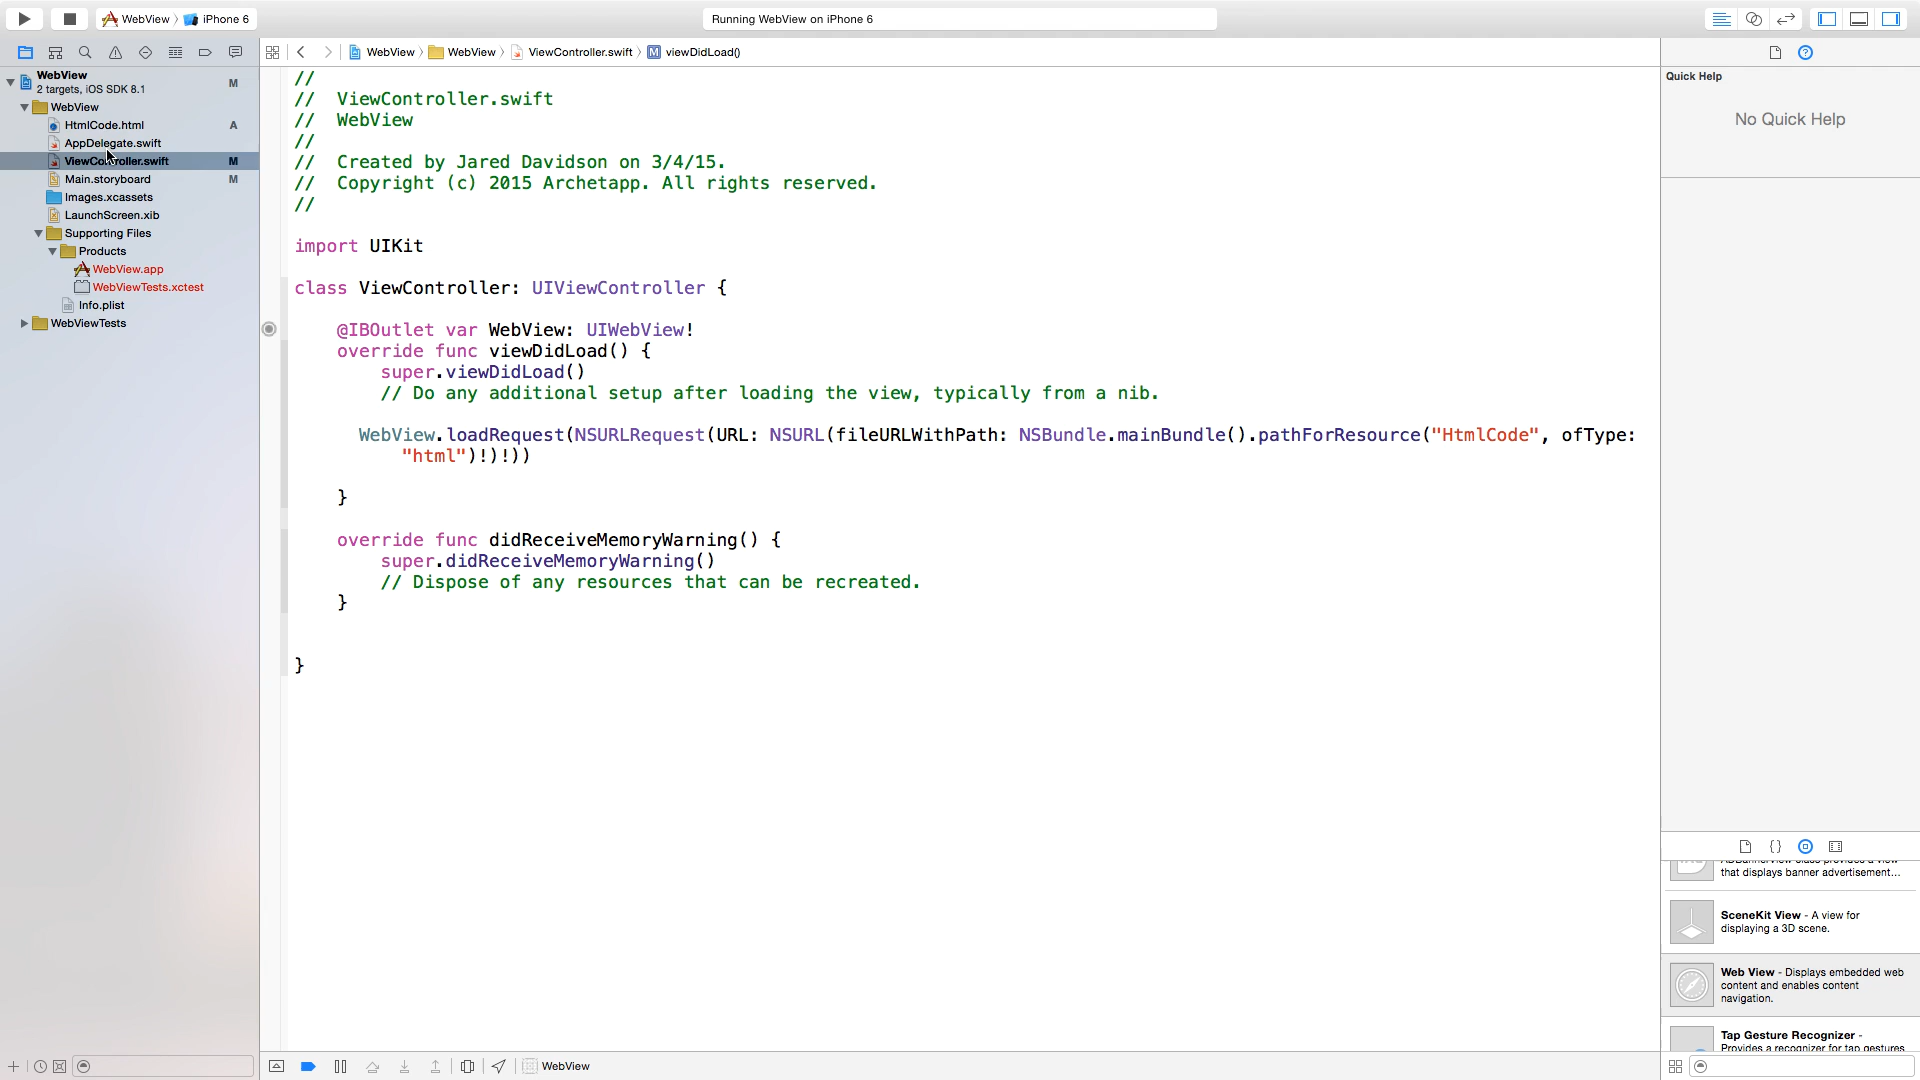 WebView
iPhone 6
Running WebView on iPhone 6
WebView
WebView
ViewController.swift
M
viewDidLoad()
WebView
2 targets, iOS SDK 8.1
M
WebView
HtmlCode.html
A
AppDelegate.swift
ViewController.swift
M
Main.storyboard
M
Images.xcassets
LaunchScreen.xib
Supporting Files
Products
WebView.app
WebViewTests.xctest
Info.plist
WebViewTests
//
//  ViewController.swift
//  WebView
//
//  Created by Jared Davidson on 3/4/15.
//  Copyright (c) 2015 Archetapp. All rights reserved.
//
import UIKit
class ViewController: UIViewController {
@IBOutlet var WebView: UIWebView!
override func viewDidLoad() {
super.viewDidLoad()
// Do any additional setup after loading the view, typically from a nib.
WebView.loadRequest(NSURLRequest(URL: NSURL(fileURLWithPath: NSBundle.mainBundle().pathForResource("HtmlCode", ofType:
"html")!)!))
}
override func didReceiveMemoryWarning() {
super.didReceiveMemoryWarning()
// Dispose of any resources that can be recreated.
}
}
WebView
Quick Help
No Quick Help
that displays banner advertisement...
SceneKit View - A view for
displaying a 3D scene.
Web View - Displays embedded web
content and enables content
navigation.
Tap Gesture Recognizer -
Provides a recognizer for tap gestures